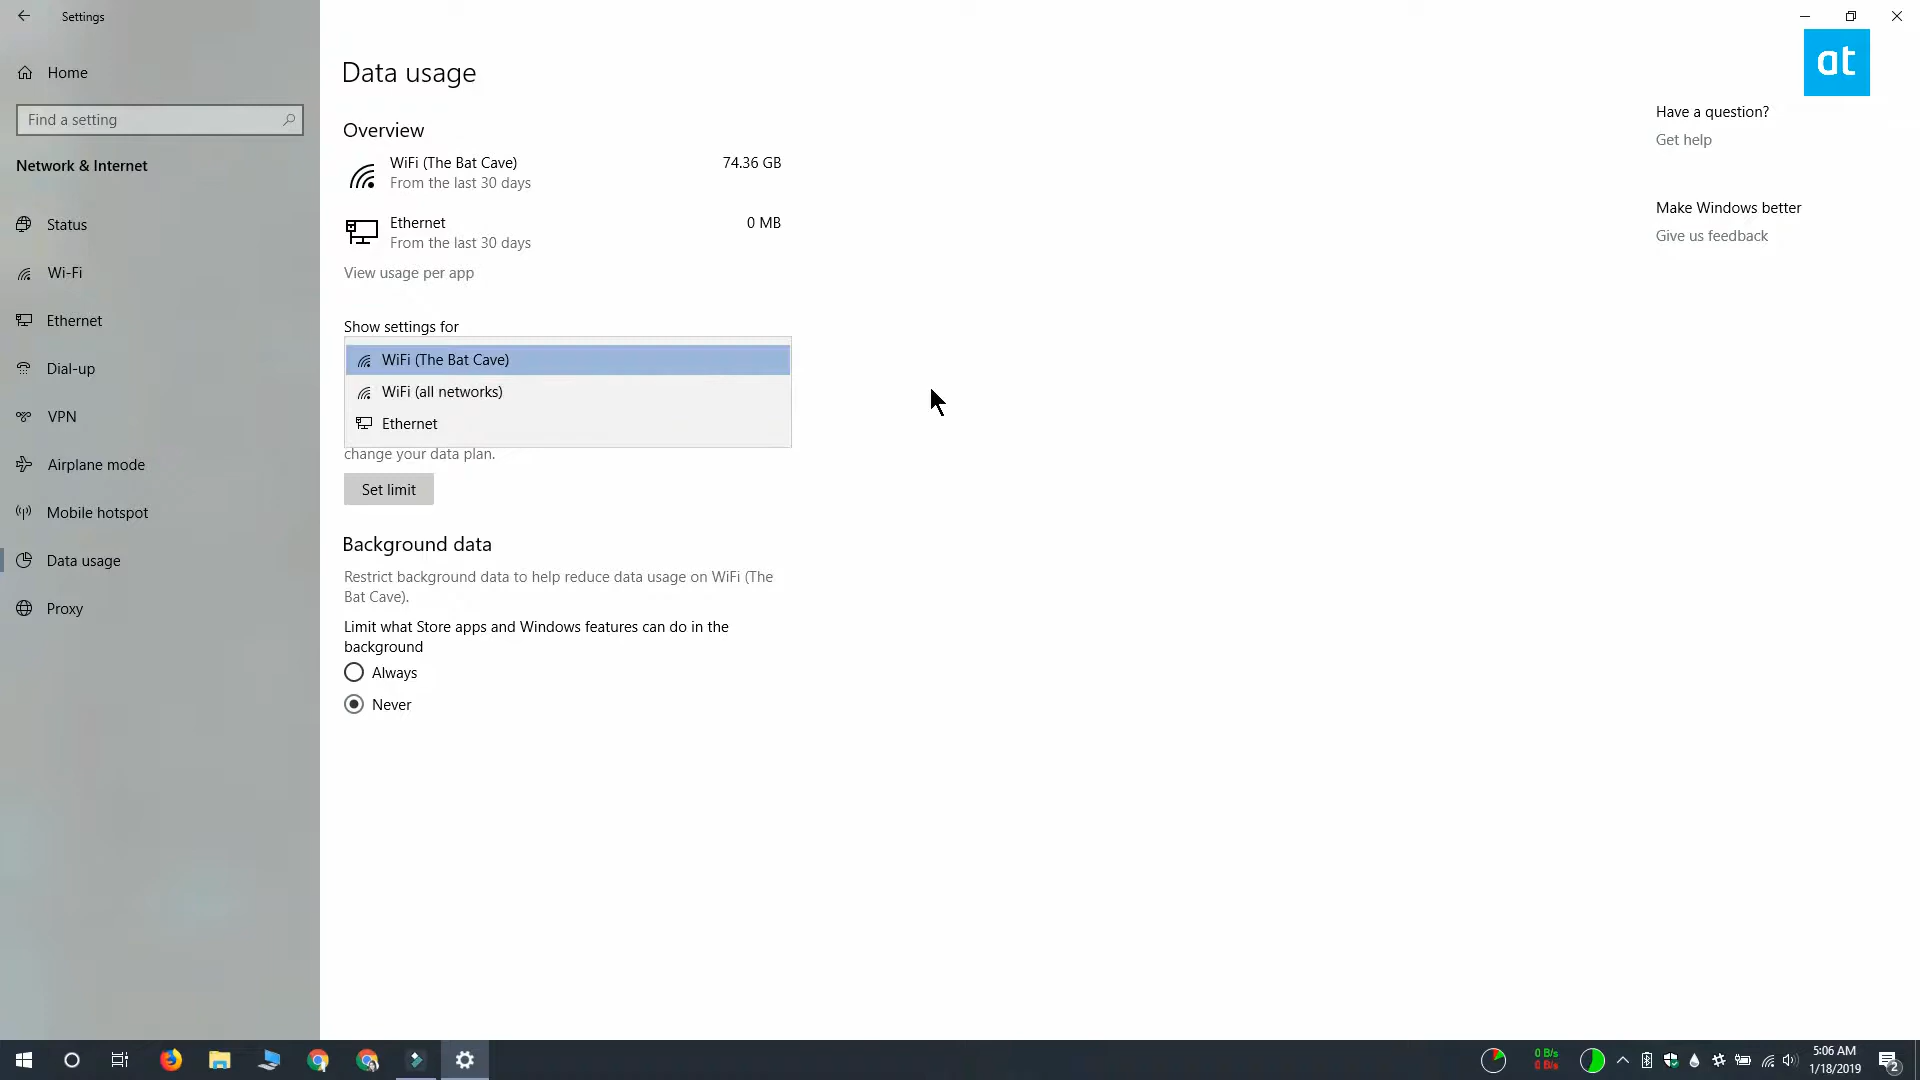 Settings
Home
Find a setting
Network & Internet
Status
Wi-Fi
Ethernet
Dial-up
VPN
Airplane mode
Mobile hotspot
Data usage
Proxy
Data usage
Overview
WiFi (The Bat Cave) 74.36 GB
From the last 30 days
Ethernet 0 MB
From the last 30 days
View usage per app
Show settings for
WiFi (The Bat Cave)
WiFi (all networks)
Ethernet
change your data plan.
Set limit
Background data
Restrict background data to help reduce data usage on WiFi (The
Bat Cave).
Limit what Store apps and Windows features can do in the
background
Always
Never
at
Have a question?
Get help
Make Windows better
Give us feedback
0 B/s
0 B/s
5:06 AM
1/18/2019
2